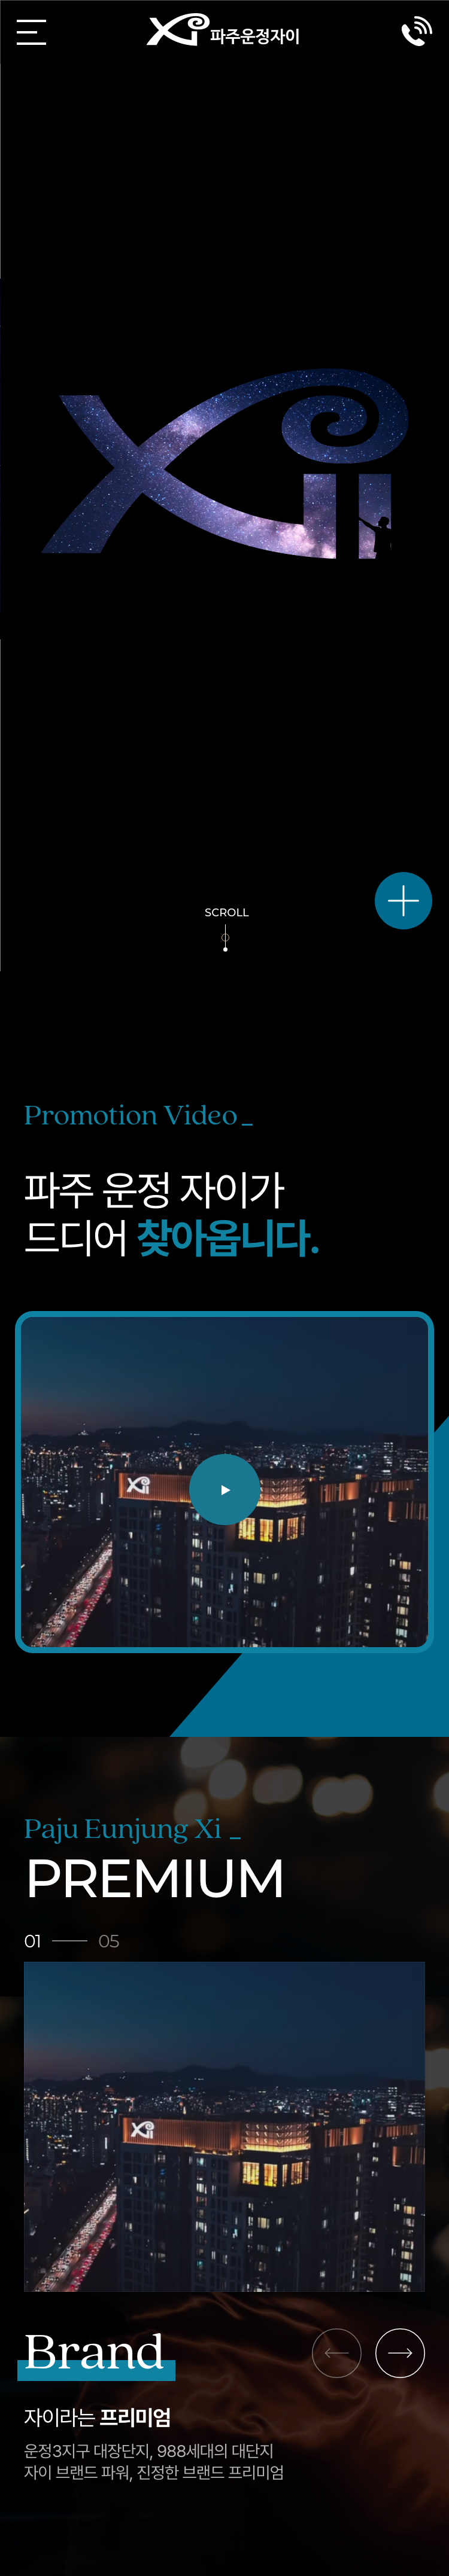 Xi 파주운정자이
Xi
SCROLL
Promotion Video _
파주 운정 자이가
드디어 찾아옵니다.
Xi
Paju Eunjung Xi _
PREMIUM
01 — 05
Xi
Brand
자이라는 프리미엄
운정3지구 대장단지, 988세대의 대단지
자이 브랜드 파워, 진정한 브랜드 프리미엄